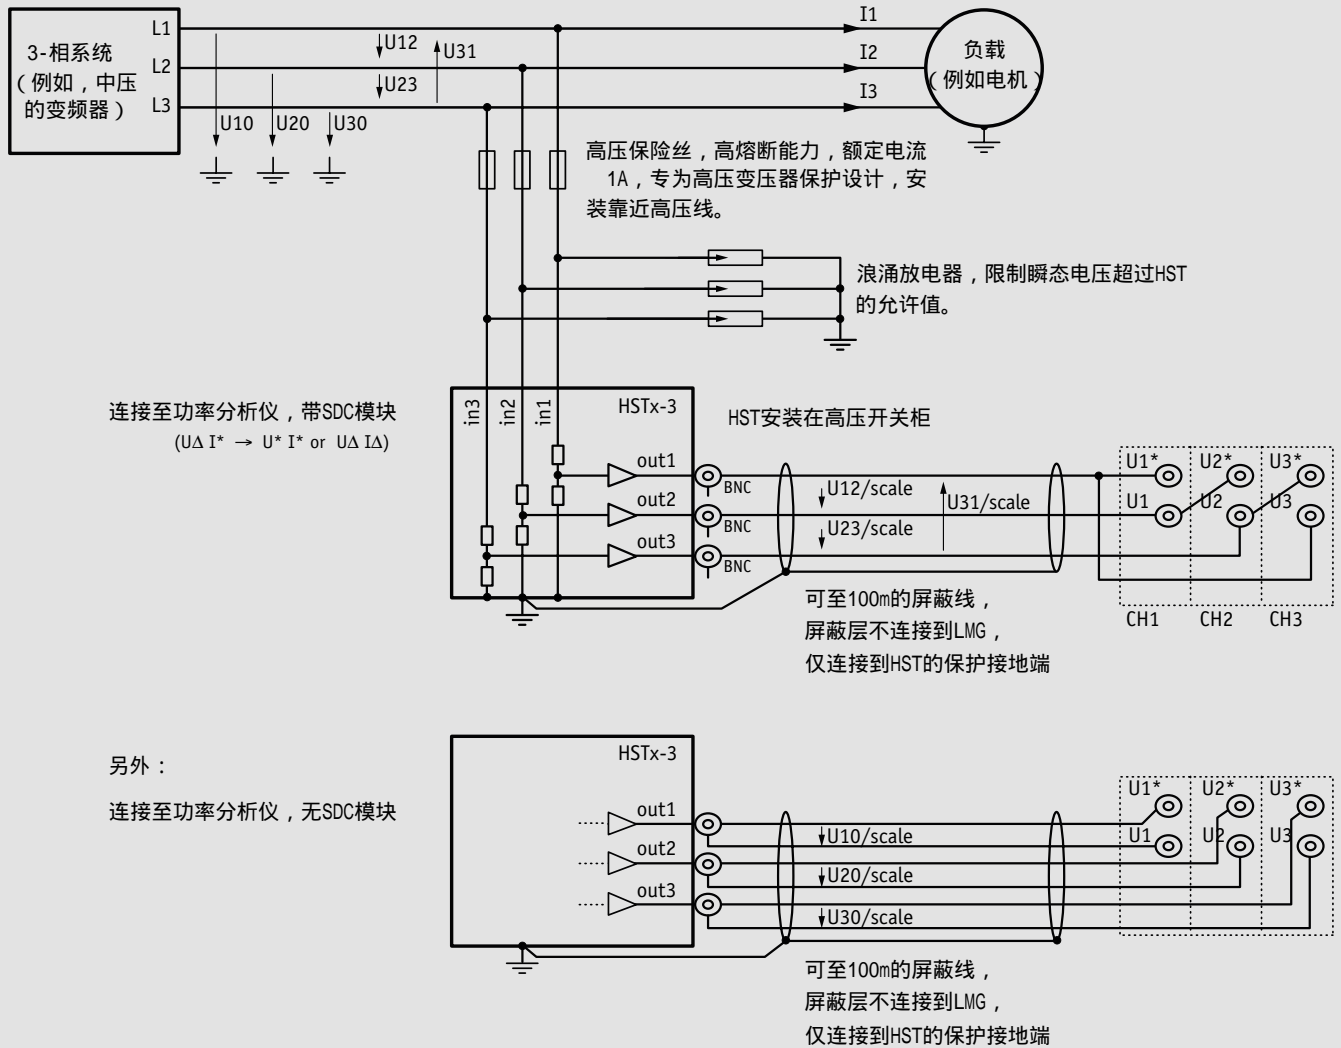 3-相系统
（例如，中压
的变频器）
L1
L2
L3
U12
U31
U23
U10
U20
U30
I1
I2
I3
负载
（例如电机）
高压保险丝，高熔断能力，额定电流
1A，专为高压变压器保护设计，安
装靠近高压线。
浪涌放电器，限制瞬态电压超过HST
的允许值。
连接至功率分析仪，带SDC模块
(UΔ I* → U* I* or UΔ IΔ)
in3
in2
in1
HSTx-3
HST安装在高压开关柜
out1
out2
out3
BNC
BNC
BNC
U12/scale
U31/scale
U23/scale
U1*
U2*
U3*
U1
U2
U3
CH1
CH2
CH3
可至100m的屏蔽线，
屏蔽层不连接到LMG，
仅连接到HST的保护接地端
另外：
连接至功率分析仪，无SDC模块
HSTx-3
out1
out2
out3
U10/scale
U20/scale
U30/scale
U1*
U2*
U3*
U1
U2
U3
可至100m的屏蔽线，
屏蔽层不连接到LMG，
仅连接到HST的保护接地端